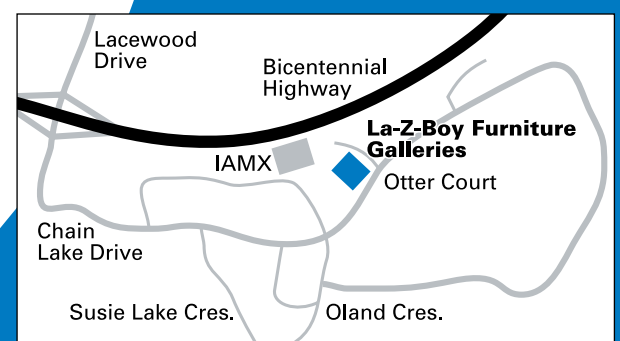 Lacewood
Drive
Bicentennial
Highway
La-Z-Boy Furniture
Galleries
IAMX
Otter Court
Chain
Lake Drive
Susie Lake Cres.
Oland Cres.